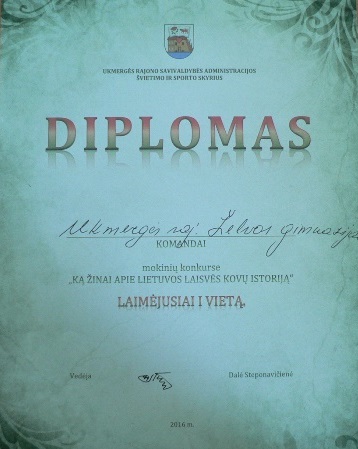 UKMERGĖS RAJONO SAVIVALDYBĖS ADMINISTRACIJOS
ŠVIETIMO IR SPORTO SKYRIUS
DIPLOMAS
Ukmergės raj. Želvos gimnazijos
KOMANDAI
mokinių konkurse
„KĄ ŽINAI APIE LIETUVOS LAISVĖS KOVŲ ISTORIJĄ“
LAIMĖJUSIAI I VIETĄ
Vedėja Dalė Steponavičienė
2016 m.